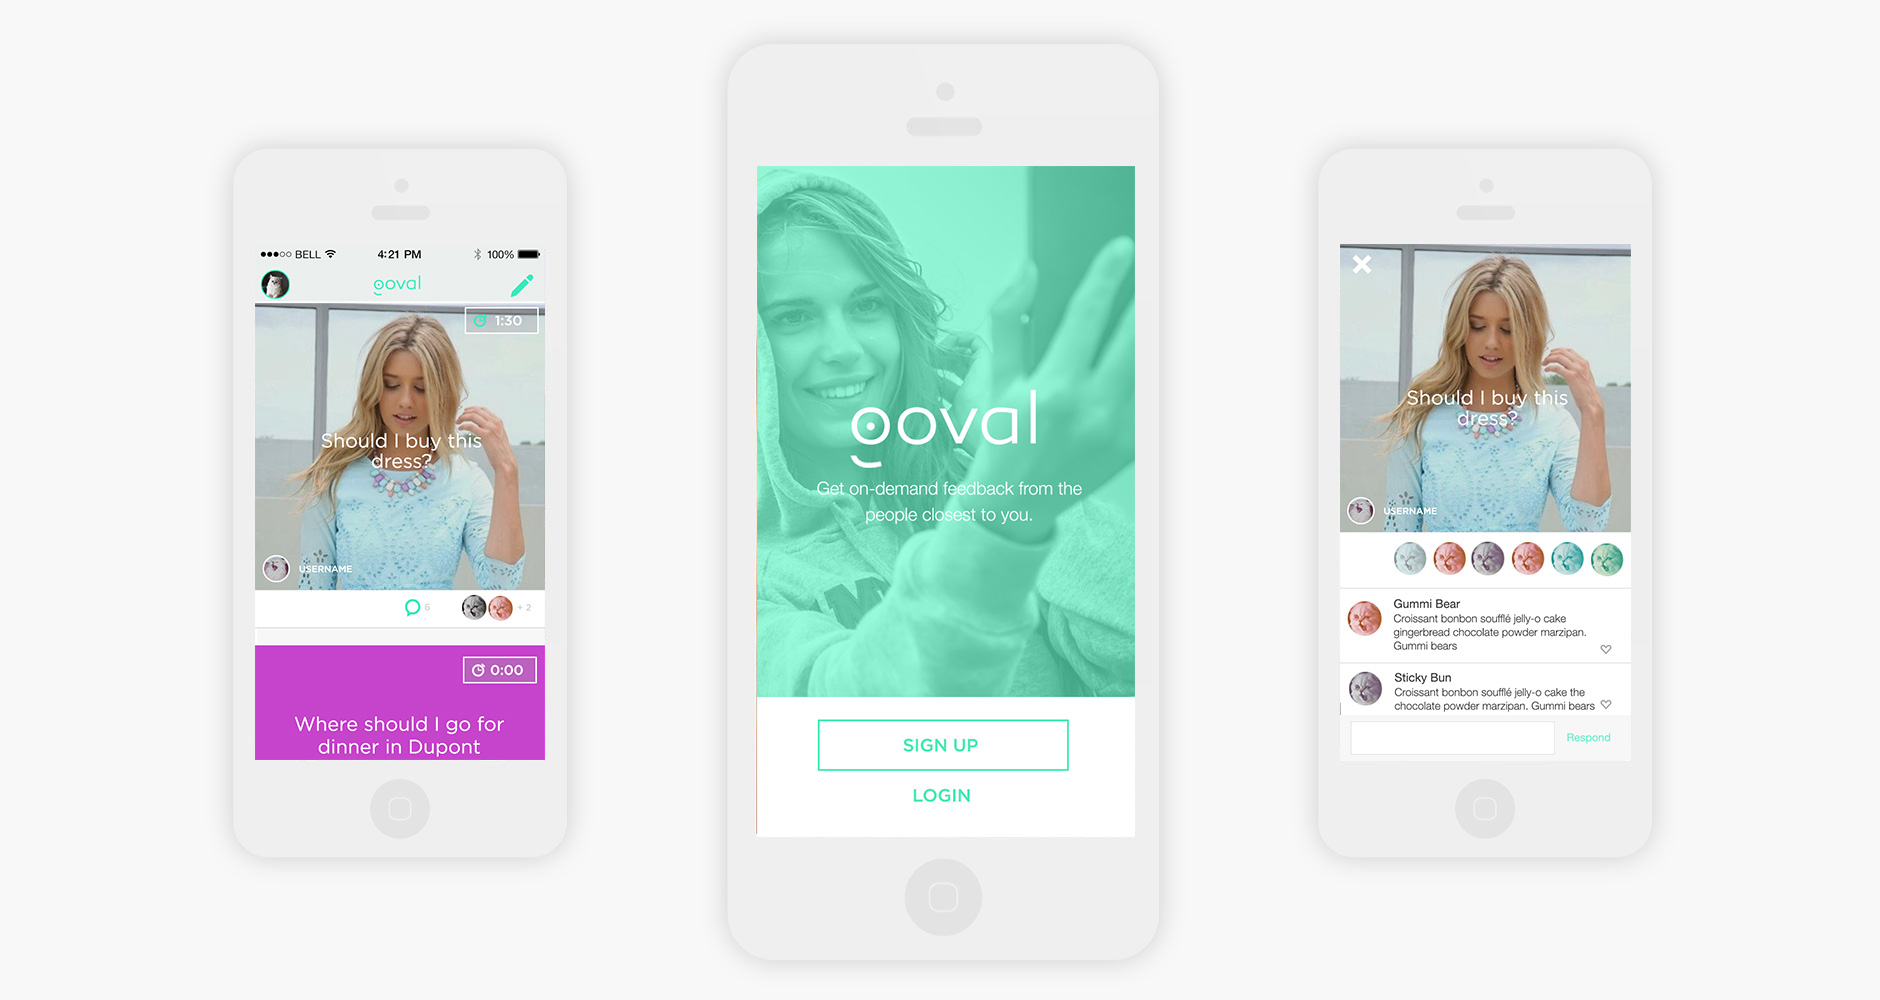 BELL
4:21 PM
100%
goval
1:30
Should I buy this
dress?
USERNAME
6
+ 2
0:00
Where should I go for
dinner in Dupont
goval
Get on-demand feedback from the
people closest to you.
SIGN UP
LOGIN
Should I buy this
dress?
USERNAME
Gummi Bear
Croissant bonbon soufflé jelly-o cake
gingerbread chocolate powder marzipan.
Gummi bears
Sticky Bun
Croissant bonbon soufflé jelly-o cake the
chocolate powder marzipan. Gummi bears
Respond